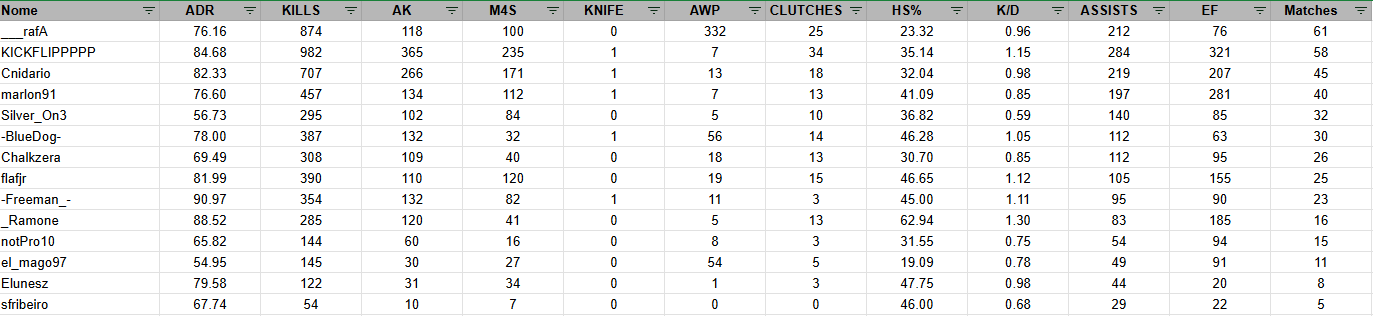 Nome ADR KILLS AK M4S KNIFE AWP CLUTCHES HS% K/D ASSISTS EF Matches
___rafA 76.16 874 118 100 0 332 25 23.32 0.96 212 76 61
KICKFLIPPPPP 84.68 982 365 235 1 7 34 35.14 1.15 284 321 58
Cnidario 82.33 707 266 171 1 13 18 32.04 0.98 219 207 45
marlon91 76.60 457 134 112 1 7 13 41.09 0.85 197 281 40
Silver_On3 56.73 295 102 84 0 5 10 36.82 0.59 140 85 32
-BlueDog- 78.00 387 132 32 1 56 14 46.28 1.05 112 63 30
Chalkzera 69.49 308 109 40 0 18 13 30.70 0.85 112 95 26
flafjr 81.99 390 110 120 0 19 15 46.65 1.12 105 155 25
-Freeman_- 90.97 354 132 82 1 11 3 45.00 1.11 95 90 23
_Ramone 88.52 285 120 41 0 5 13 62.94 1.30 83 185 16
notPro10 65.82 144 60 16 0 8 3 31.55 0.75 54 94 15
el_mago97 54.95 145 30 27 0 54 5 19.09 0.78 49 91 11
Elunesz 79.58 122 31 34 0 1 3 47.75 0.98 44 20 8
sfribeiro 67.74 54 10 7 0 0 0 46.00 0.68 29 22 5